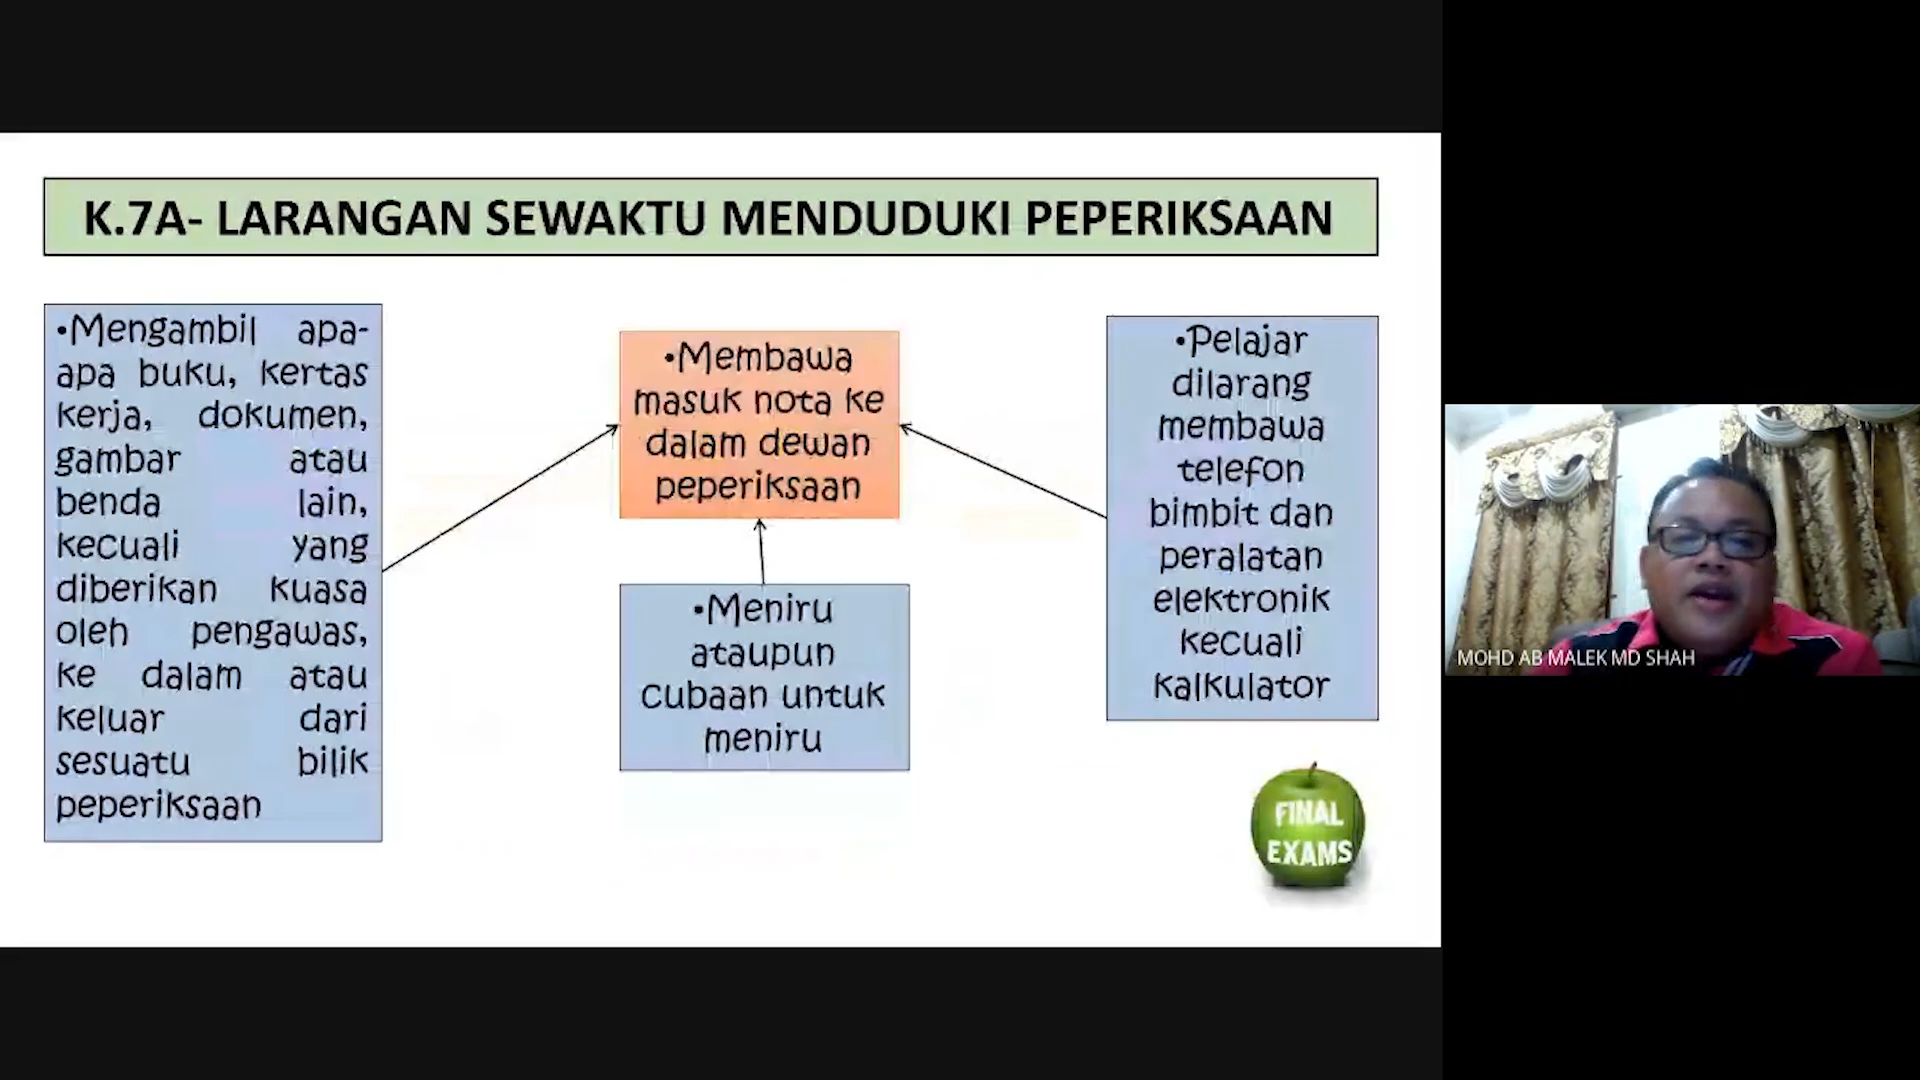 K.7A- LARANGAN SEWAKTU MENDUDUKI PEPERIKSAAN
•Mengambil apa-
apa buku, kertas
kerja, dokumen,
gambar atau
benda lain,
kecuali yang
diberikan kuasa
oleh pengawas,
ke dalam atau
keluar dari
sesuatu bilik
peperiksaan
•Membawa
masuk nota ke
dalam dewan
peperiksaan
•Meniru
ataupun
cubaan untuk
meniru
•Pelajar
dilarang
membawa
telefon
bimbit dan
peralatan
elektronik
kecuali
kalkulator
FINAL
EXAMS
MOHD AB MALEK MD SHAH